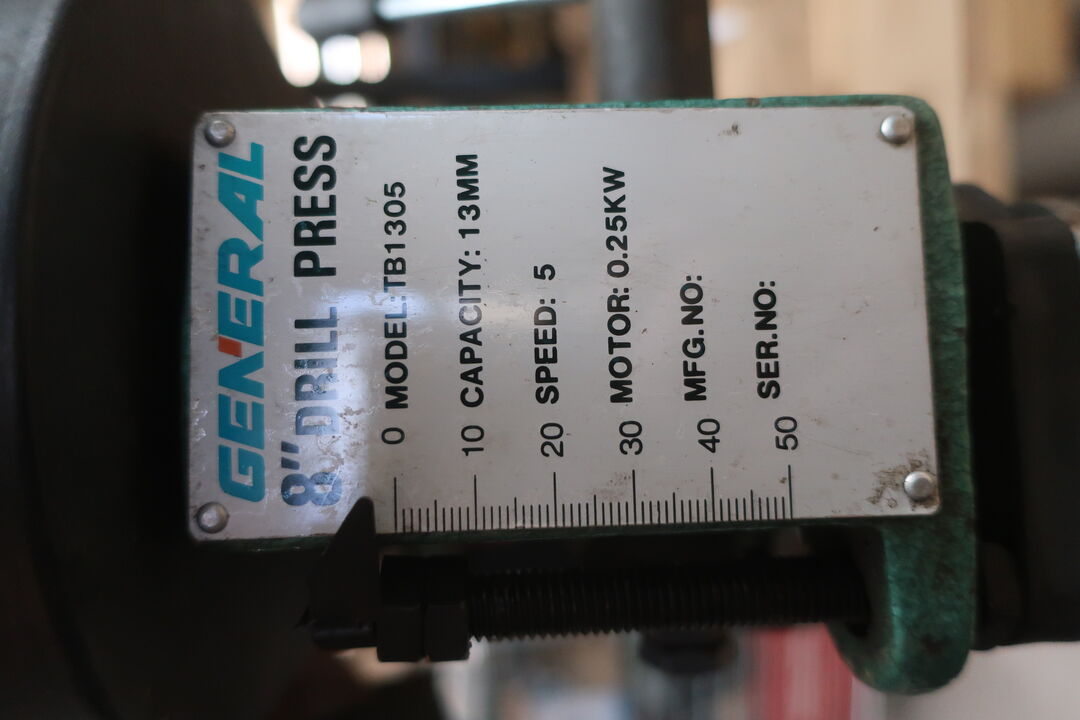 GENERAL
8" DRILL PRESS
0 MODEL:TB1305
10 CAPACITY: 13MM
20 SPEED: 5
30 MOTOR: 0.25KW
40 MFG.NO:
50 SER.NO: